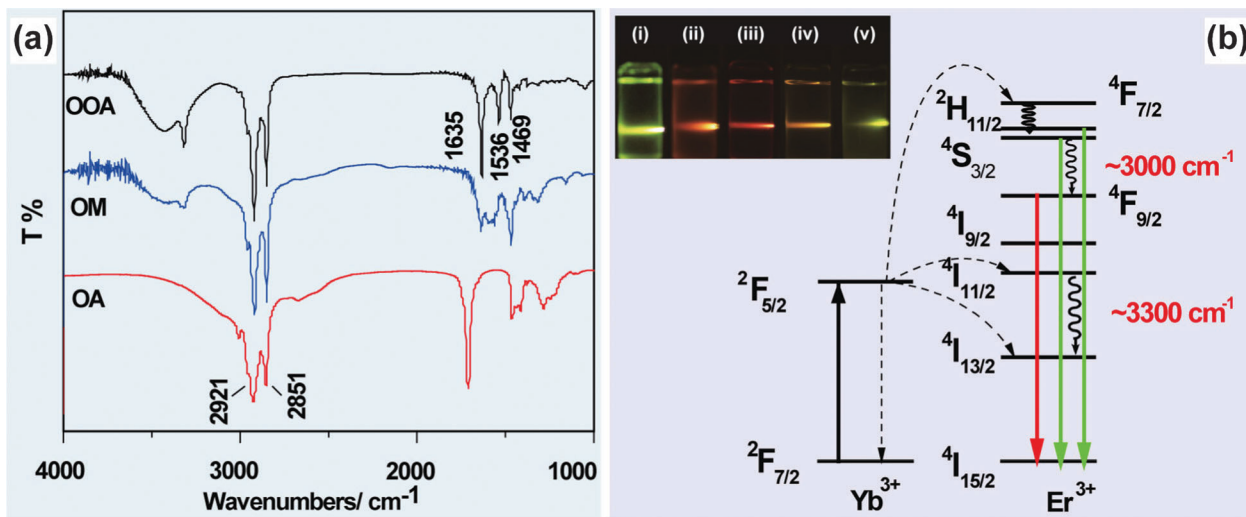 (a)
OOA
OM
OA
1635
1536
1469
2921
2851
T %
4000
3000
2000
1000
Wavenumbers/ cm⁻¹
(b)
(i)
(ii)
(iii)
(iv)
(v)
⁴F₇/₂
²H₁₁/₂
⁴S₃/₂
~3000 cm⁻¹
⁴F₉/₂
⁴I₉/₂
⁴I₁₁/₂
~3300 cm⁻¹
⁴I₁₃/₂
⁴I₁₅/₂
²F₅/₂
²F₇/₂
Yb³⁺
Er³⁺